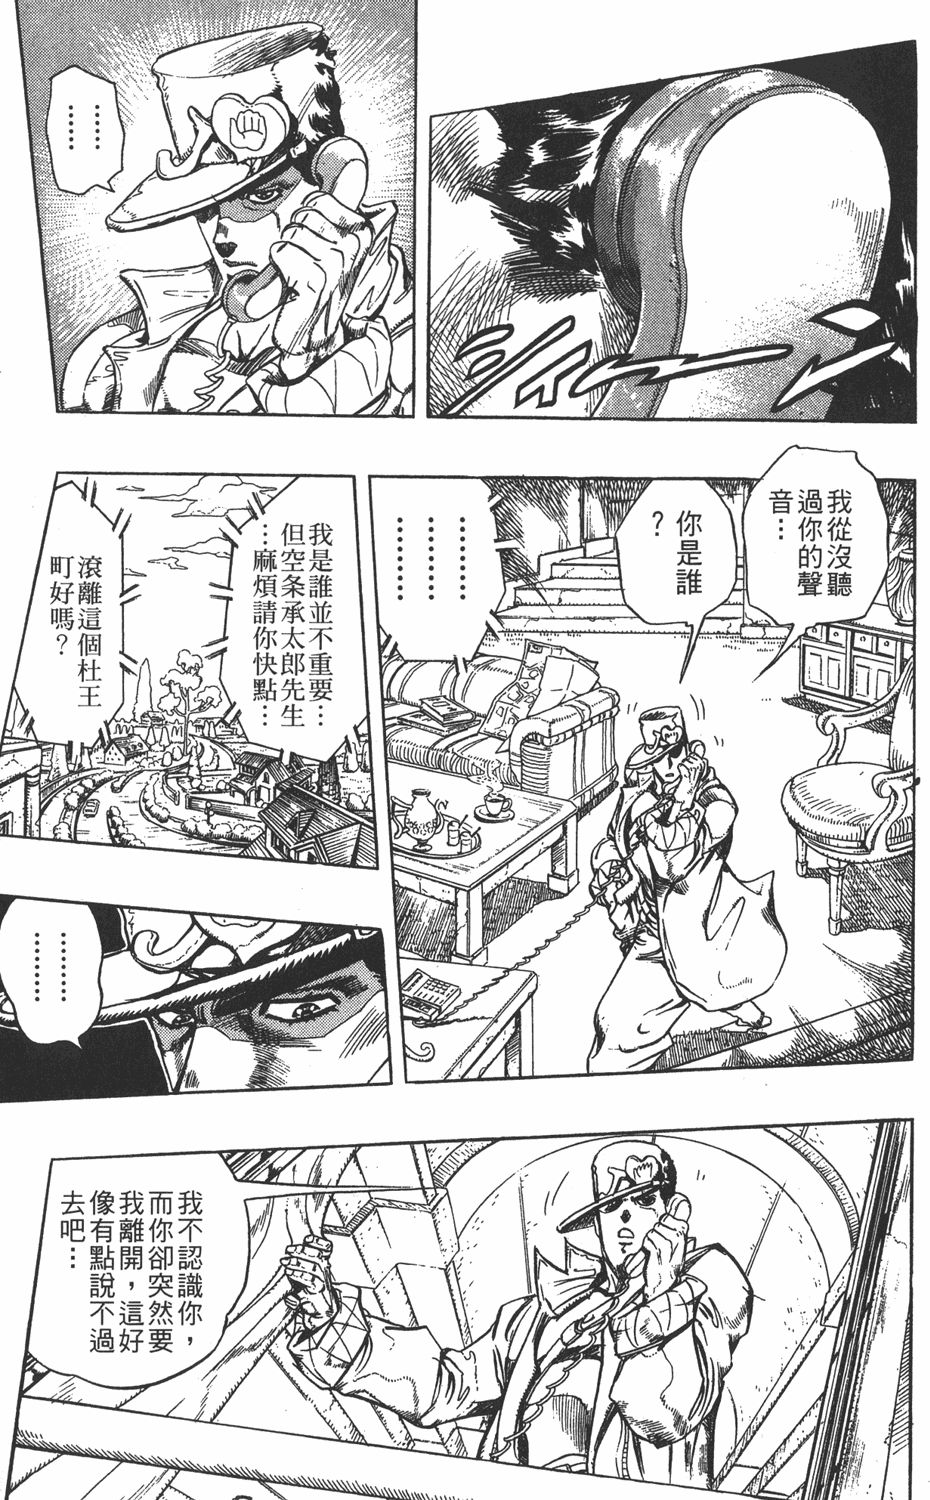 ⋯⋯
⋯⋯
シィーン
我從沒聽
過你的聲
音⋯
你是誰
？
⋯⋯⋯
⋯⋯⋯
⋯⋯⋯
我是誰並不重要⋯
但空条承太郎先生
⋯麻煩請你快點⋯
滾離這個杜王
町好嗎？
⋯⋯⋯
⋯⋯⋯
我不認識你，
而你卻突然要
我離開，這好
像有點說不過
去吧⋯